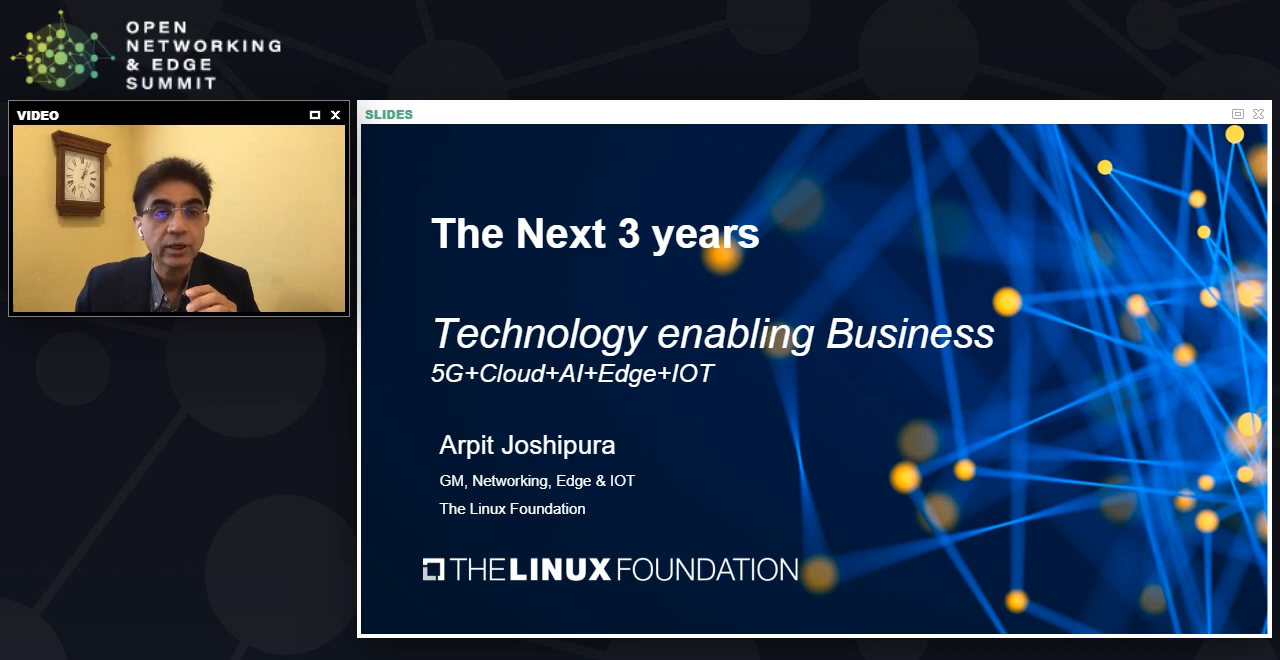 OPEN
NETWORKING
& EDGE
SUMMIT
VIDEO
SLIDES
The Next 3 years
Technology enabling Business
5G+Cloud+AI+Edge+IOT
Arpit Joshipura
GM, Networking, Edge & IOT
The Linux Foundation
THE LINUX FOUNDATION